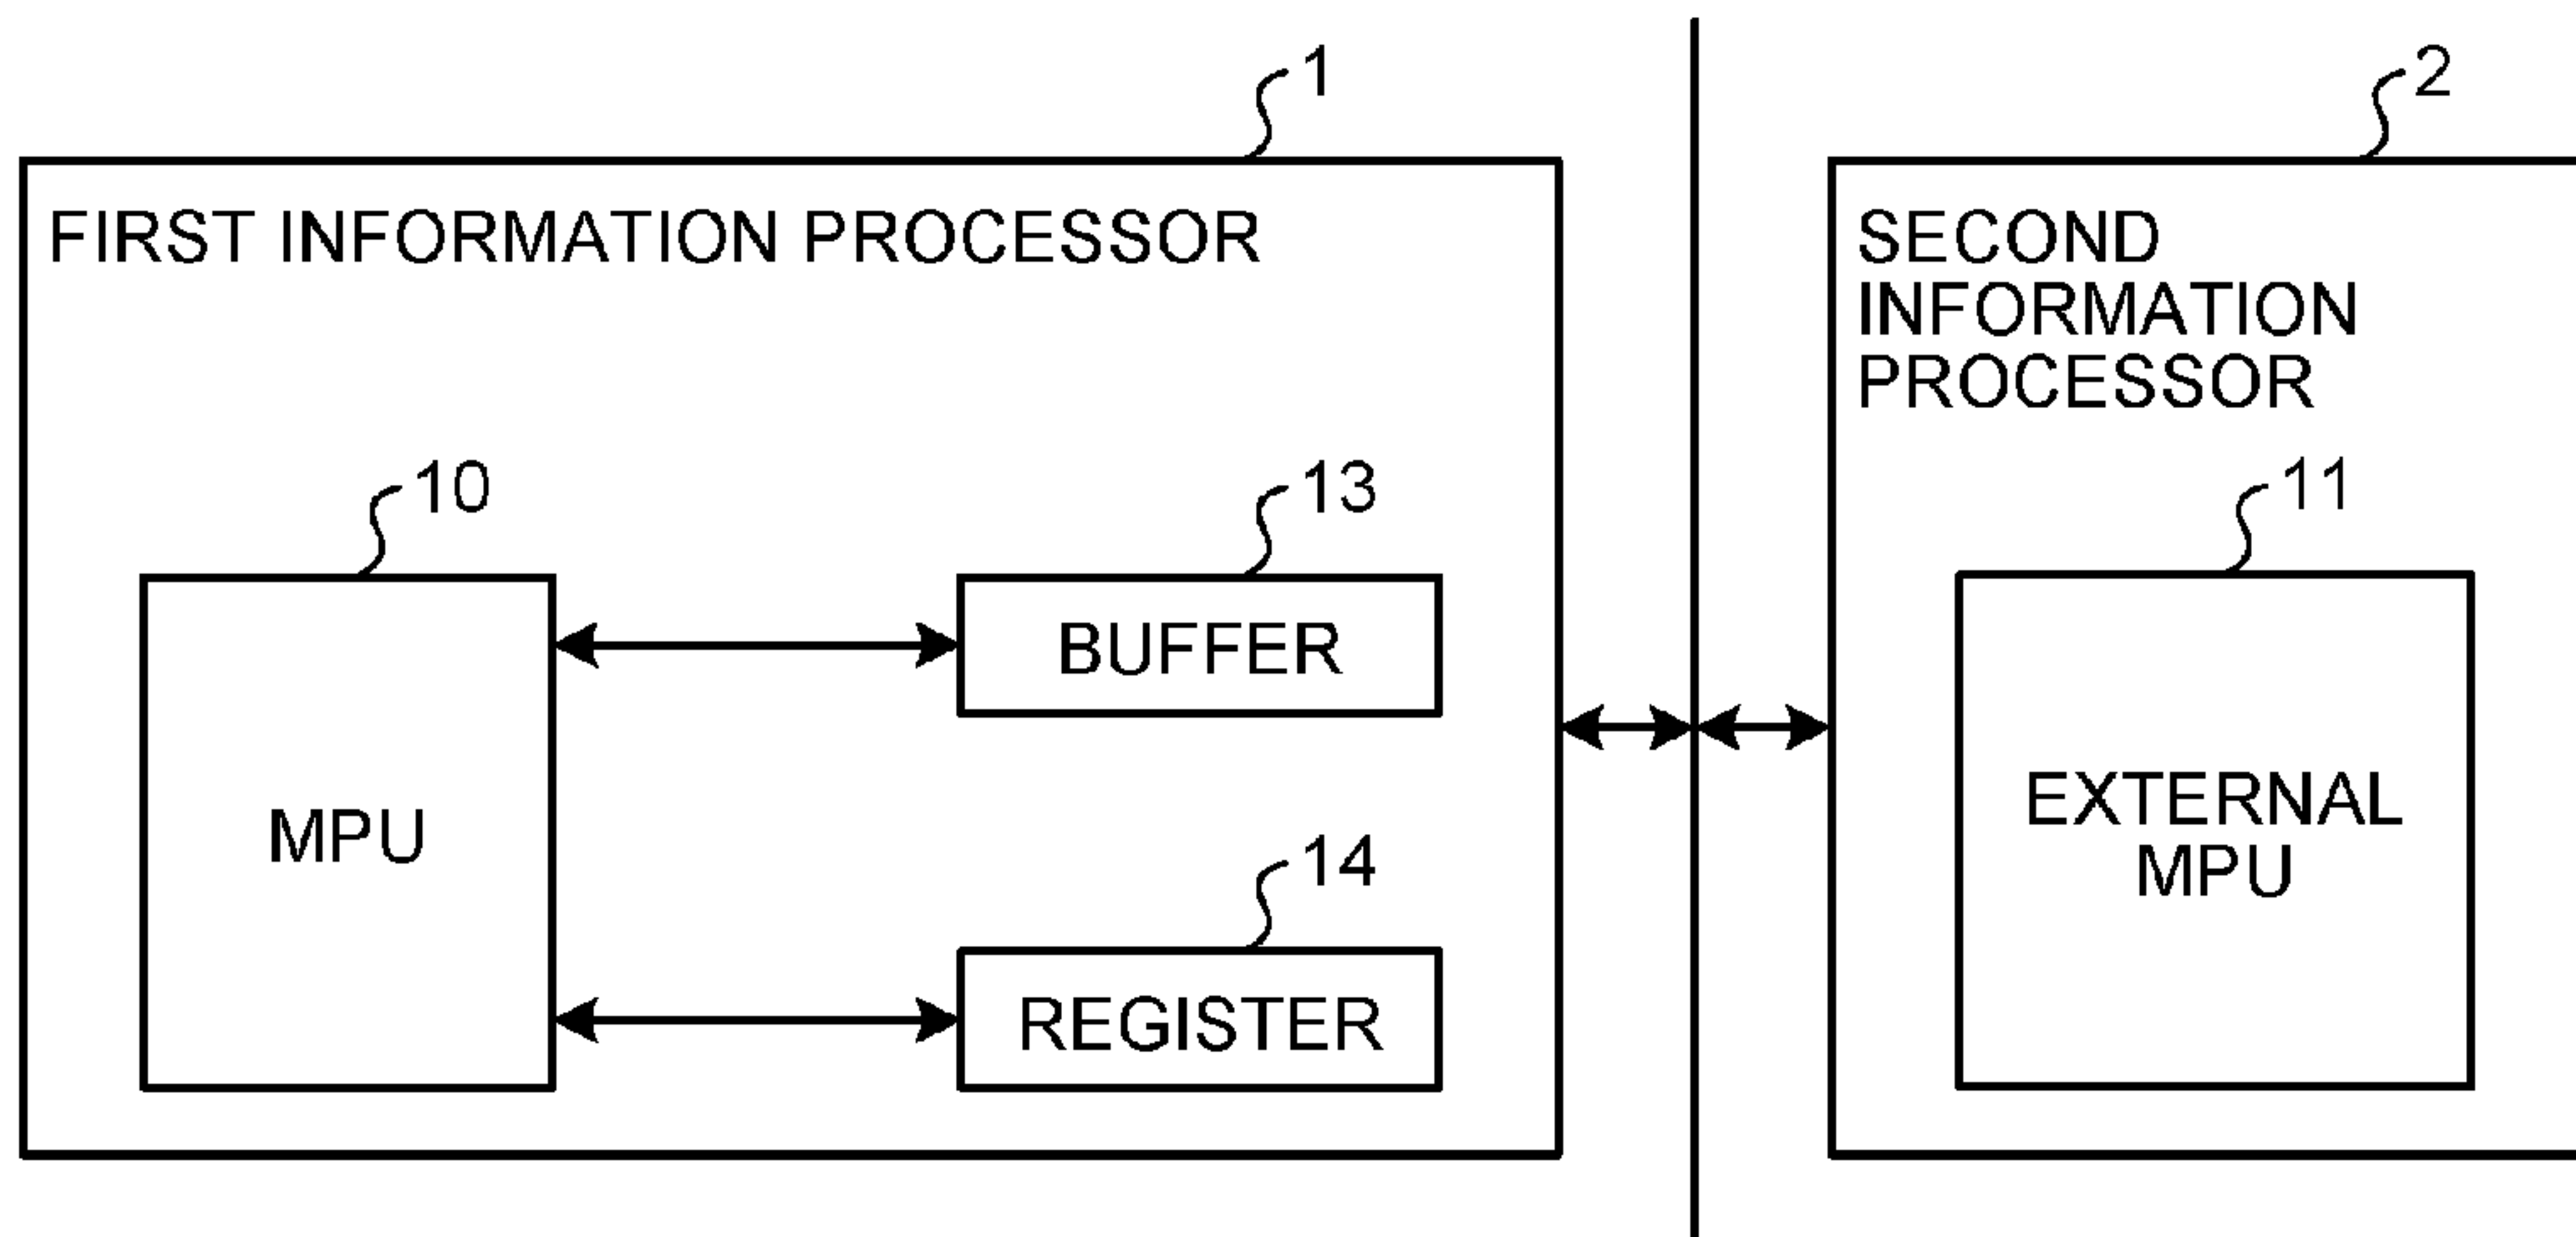 1
2
FIRST INFORMATION PROCESSOR
SECOND
INFORMATION
PROCESSOR
10
13
11
BUFFER
MPU
EXTERNAL
MPU
14
REGISTER